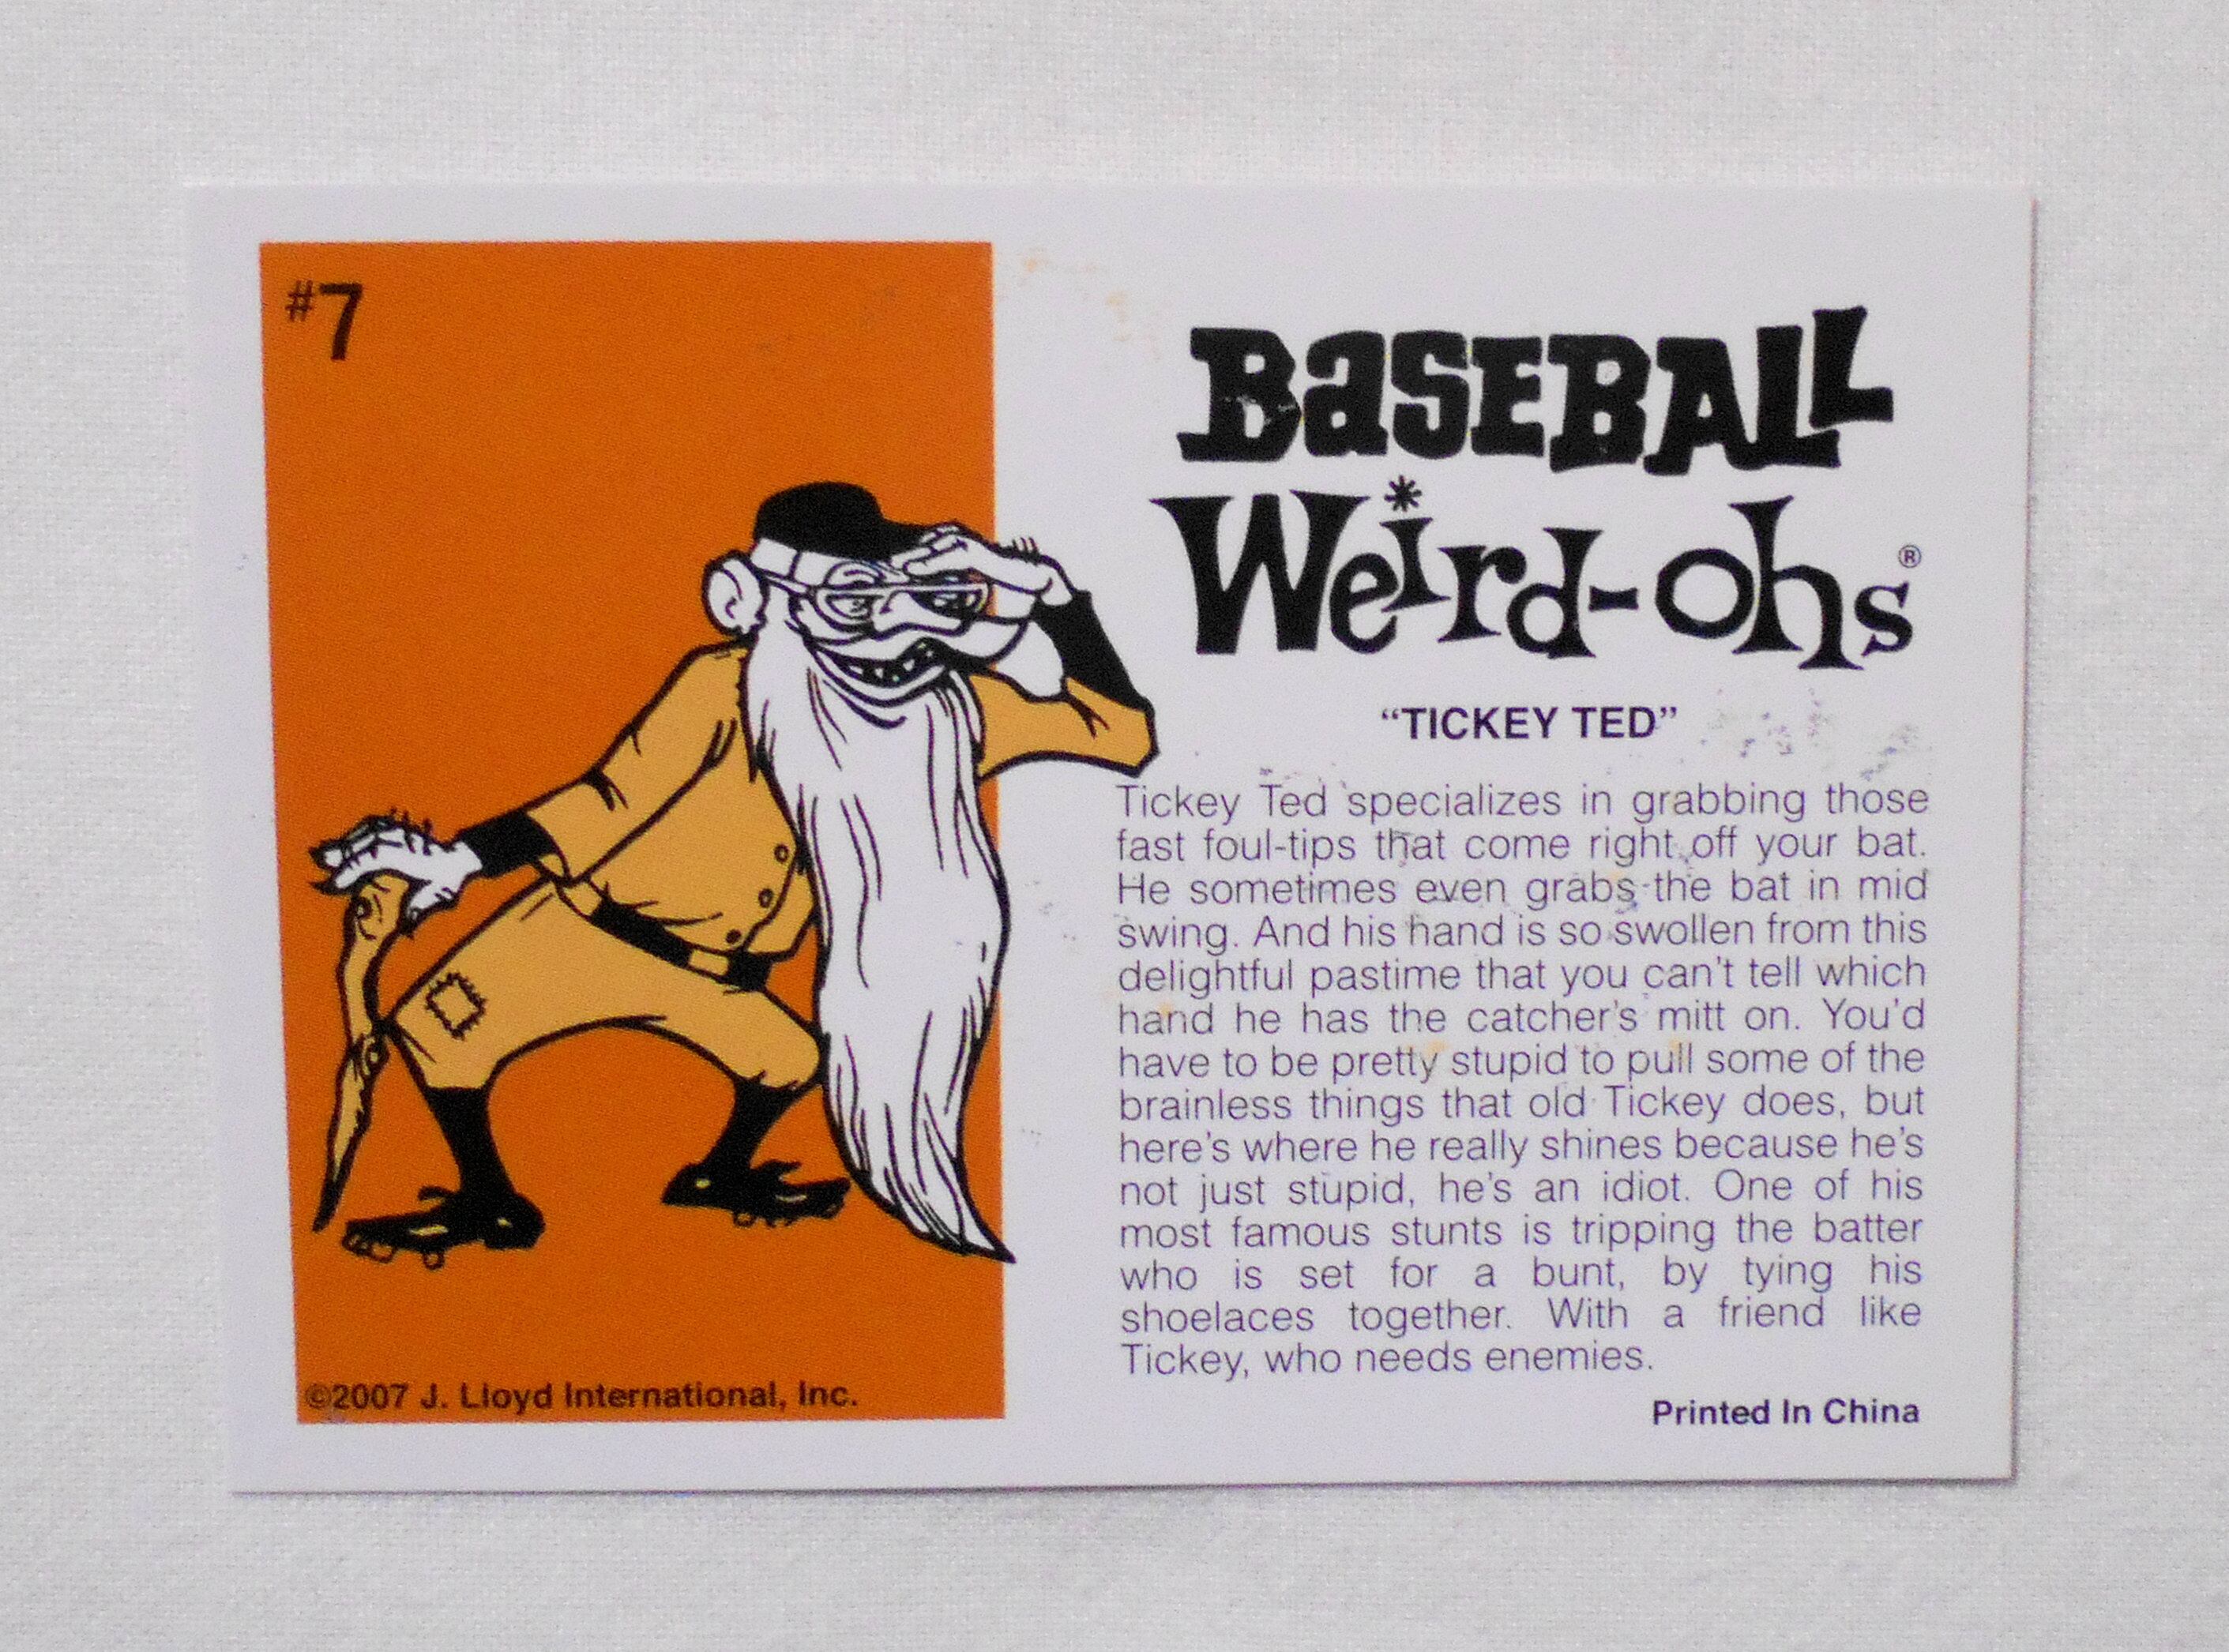 #7
BaSEBALL
Weird-ohs®
“TICKEY TED”
Tickey Ted specializes in grabbing those
fast foul-tips that come right off your bat.
He sometimes even grabs the bat in mid
swing. And his hand is so swollen from this
delightful pastime that you can’t tell which
hand he has the catcher’s mitt on. You’d
have to be pretty stupid to pull some of the
brainless things that old Tickey does, but
here’s where he really shines because he’s
not just stupid, he’s an idiot. One of his
most famous stunts is tripping the batter
who is set for a bunt, by tying his
shoelaces together. With a friend like
Tickey, who needs enemies.
©2007 J. Lloyd International, Inc.
Printed In China